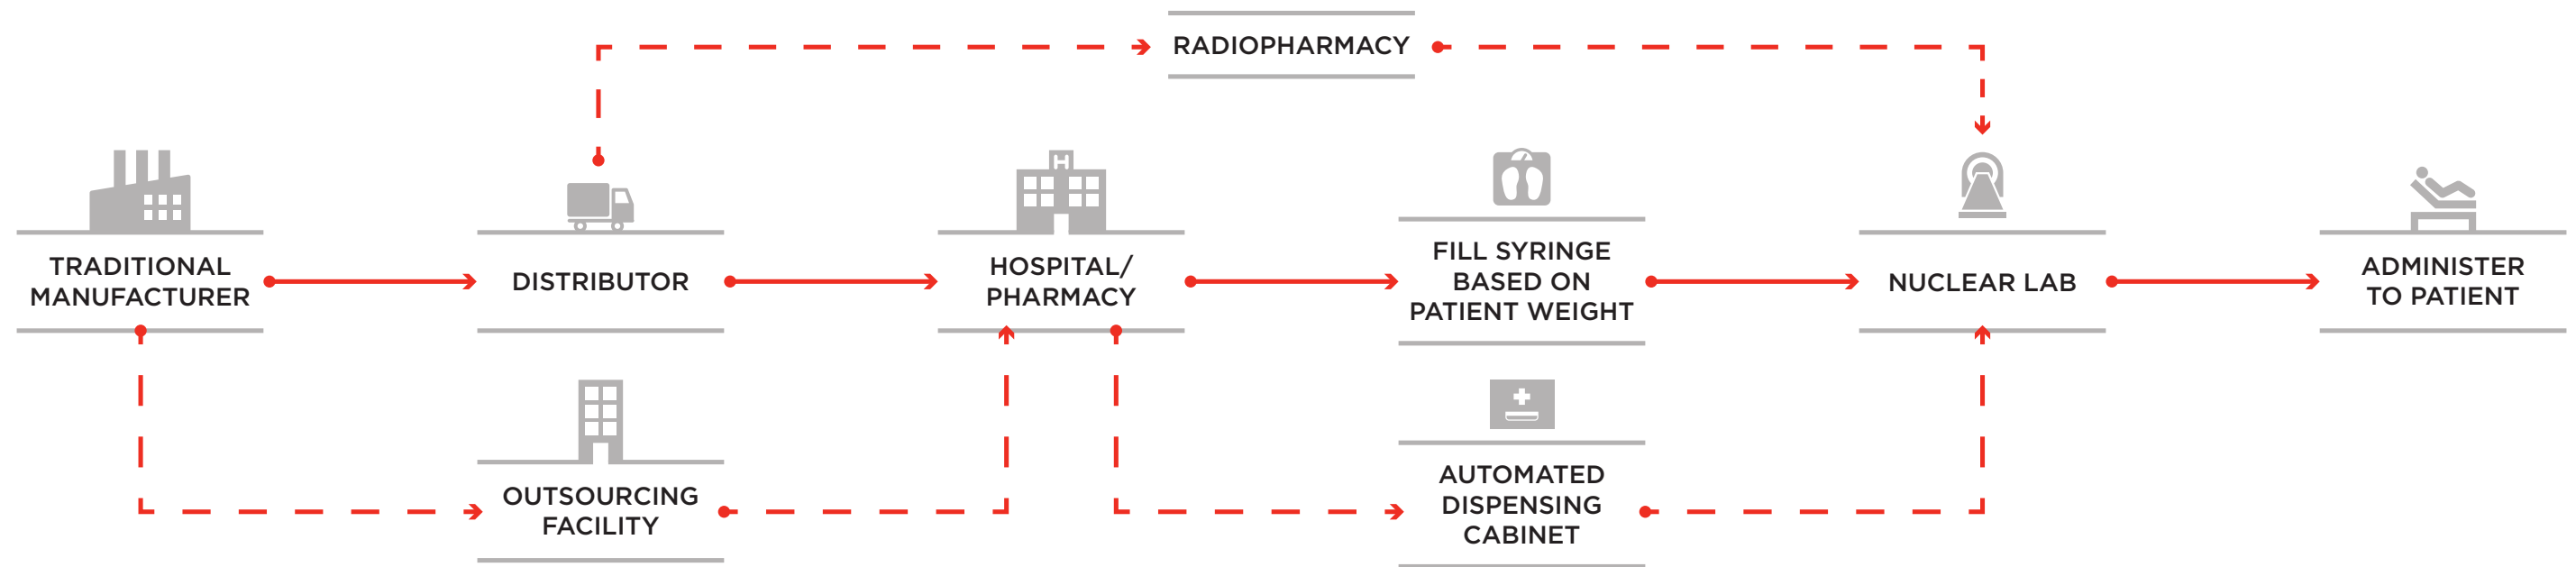 RADIOPHARMACY
TRADITIONAL
MANUFACTURER
DISTRIBUTOR
H
HOSPITAL/
PHARMACY
FILL SYRINGE
BASED ON
PATIENT WEIGHT
NUCLEAR LAB
ADMINISTER
TO PATIENT
OUTSOURCING
FACILITY
AUTOMATED
DISPENSING
CABINET